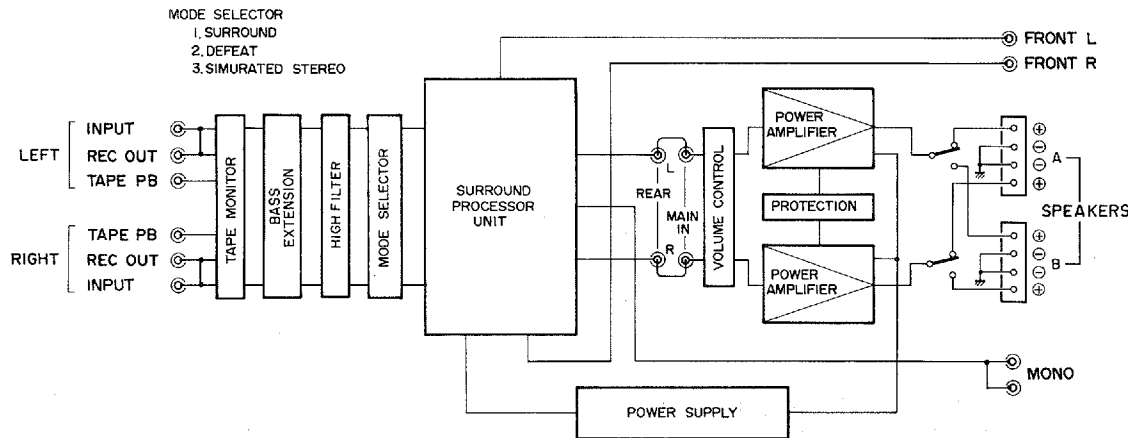 MODE SELECTOR
1. SURROUND
2. DEFEAT
3. SIMURATED STEREO
FRONT L
FRONT R
LEFT
INPUT
REC OUT
TAPE PB
RIGHT
TAPE PB
REC OUT
INPUT
TAPE MONITOR
BASS
EXTENSION
HIGH FILTER
MODE SELECTOR
SURROUND
PROCESSOR
UNIT
L
REAR
R
MAIN
IN
VOLUME CONTROL
POWER
AMPLIFIER
PROTECTION
POWER
AMPLIFIER
⊕
⊖
⊖
⊕
A
SPEAKERS
⊕
⊖
⊖
⊕
B
MONO
POWER SUPPLY